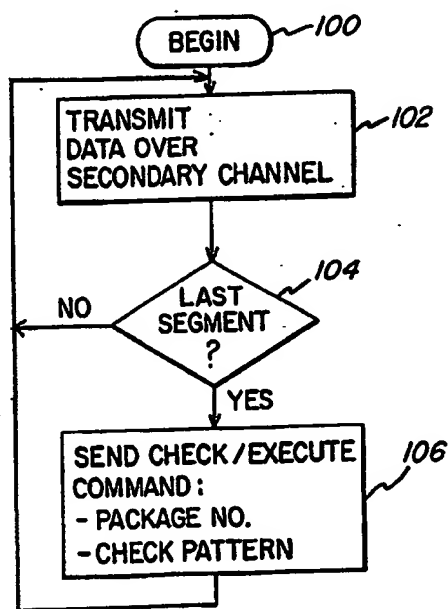 BEGIN
100
TRANSMIT
DATA OVER
SECONDARY CHANNEL
102
104
LAST
SEGMENT
?
NO
YES
SEND CHECK/EXECUTE
COMMAND:
- PACKAGE NO.
- CHECK PATTERN
106